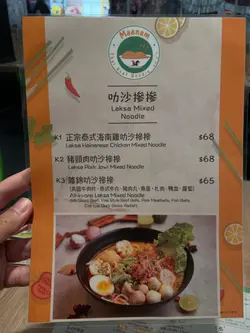 Maenam
叻沙撈撈
Laksa Mixed
Noodle
K1 正宗泰式海南雞叻沙撈撈 $68
Laksa Hainanese Chicken Mixed Noodle
K2 豬頸肉叻沙撈撈 $68
Laksa Pork Jowl Mixed Noodle
K3 雜錦叻沙撈撈 $65
All-in-one Laksa Mixed Noodle